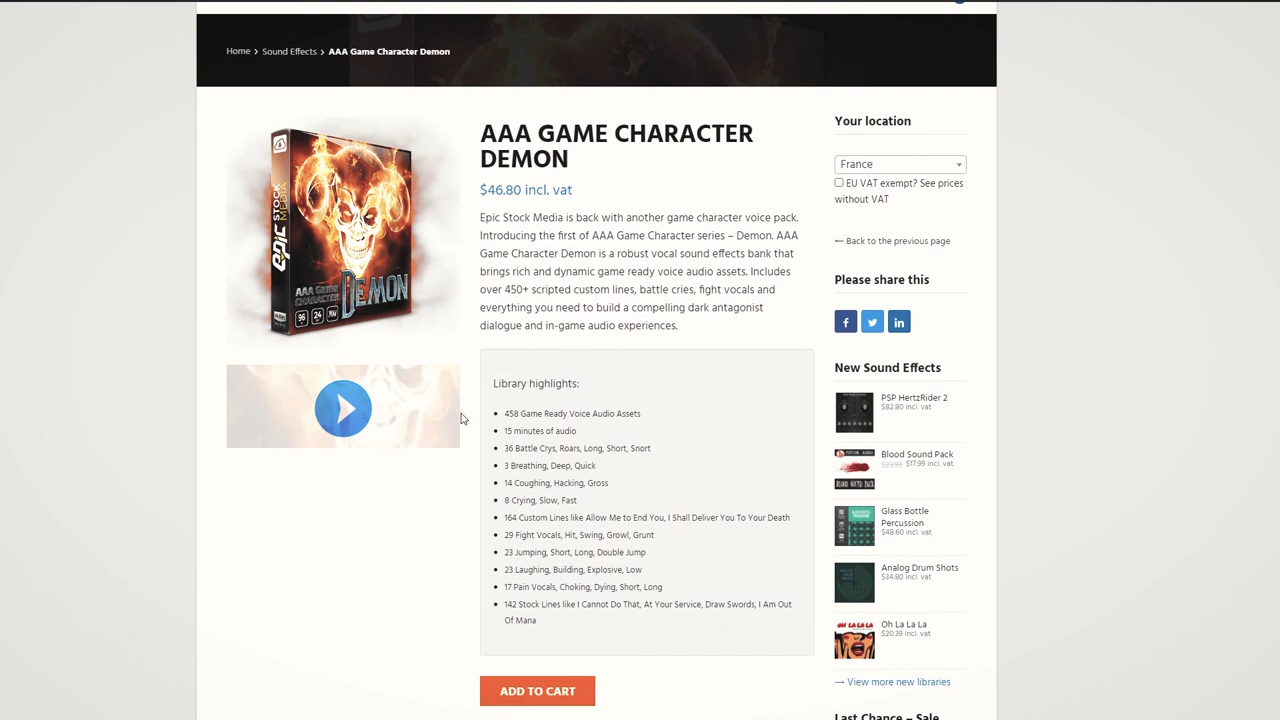 Home
Sound Effects
AAA Game Character Demon
EPIC STOCK MEDIA
AAA GAME CHARACTER
DEMON
96
24
AAA GAME CHARACTER
DEMON
$46.80 incl. vat
Epic Stock Media is back with another game character voice pack.
Introducing the first of AAA Game Character series – Demon. AAA
Game Character Demon is a robust vocal sound effects bank that
brings rich and dynamic game ready voice audio assets. Includes
over 450+ scripted custom lines, battle cries, fight vocals and
everything you need to build a compelling dark antagonist
dialogue and in-game audio experiences.
Library highlights:
458 Game Ready Voice Audio Assets
15 minutes of audio
36 Battle Crys, Roars, Long, Short, Snort
3 Breathing, Deep, Quick
14 Coughing, Hacking, Gross
8 Crying, Slow, Fast
164 Custom Lines like Allow Me to End You, I Shall Deliver You To Your Death
29 Fight Vocals, Hit, Swing, Growl, Grunt
23 Jumping, Short, Long, Double Jump
23 Laughing, Building, Explosive, Low
17 Pain Vocals, Choking, Dying, Short, Long
142 Stock Lines like I Cannot Do That, At Your Service, Draw Swords, I Am Out
Of Mana
ADD TO CART
Your location
France
EU VAT exempt? See prices
without VAT
← Back to the previous page
Please share this
New Sound Effects
PSP HertzRider 2
$82.80 incl. vat
Blood Sound Pack
$23.99 $17.99 incl. vat
BLOOD SOUND PACK
Glass Bottle
Percussion
$48.60 incl. vat
Analog Drum Shots
$34.80 incl. vat
OH LA LA LA
Oh La La La
$20.39 incl. vat
→ View more new libraries
Last Chance – Sale